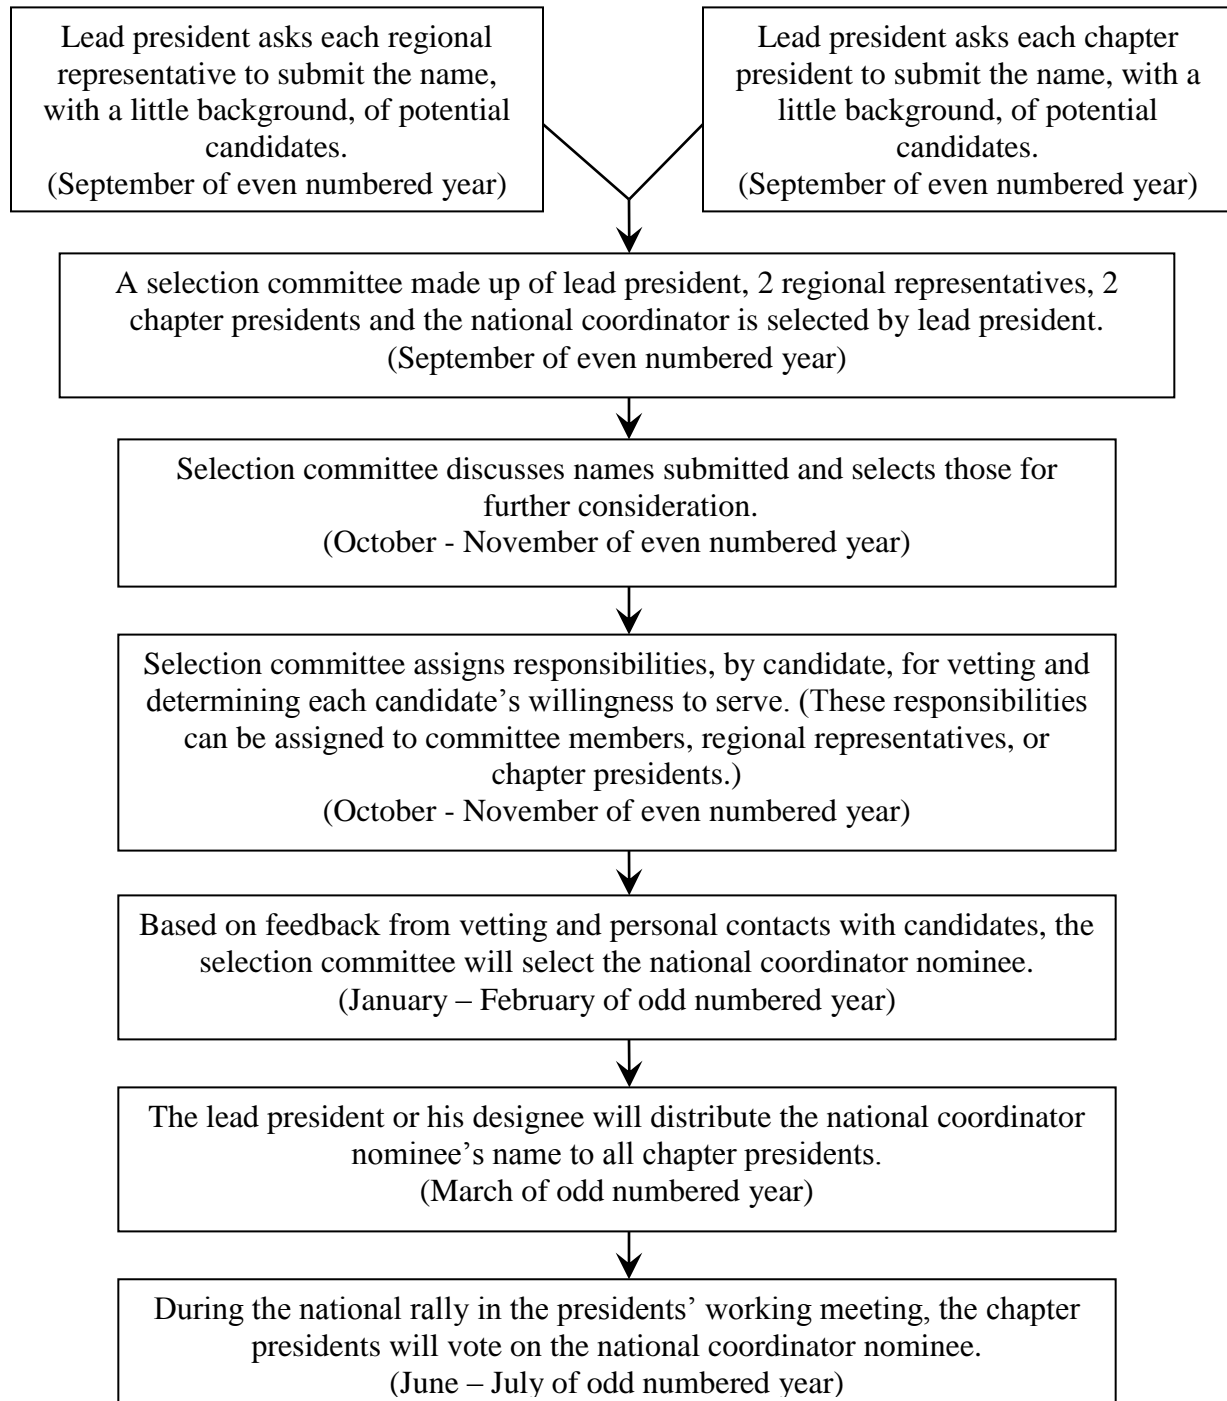 Lead president asks each regional
representative to submit the name,
with a little background, of potential
candidates.
(September of even numbered year)
Lead president asks each chapter
president to submit the name, with a
little background, of potential
candidates.
(September of even numbered year)
A selection committee made up of lead president, 2 regional representatives, 2
chapter presidents and the national coordinator is selected by lead president.
(September of even numbered year)
Selection committee discusses names submitted and selects those for
further consideration.
(October - November of even numbered year)
Selection committee assigns responsibilities, by candidate, for vetting and
determining each candidate’s willingness to serve. (These responsibilities
can be assigned to committee members, regional representatives, or
chapter presidents.)
(October - November of even numbered year)
Based on feedback from vetting and personal contacts with candidates, the
selection committee will select the national coordinator nominee.
(January – February of odd numbered year)
The lead president or his designee will distribute the national coordinator
nominee’s name to all chapter presidents.
(March of odd numbered year)
During the national rally in the presidents’ working meeting, the chapter
presidents will vote on the national coordinator nominee.
(June – July of odd numbered year)